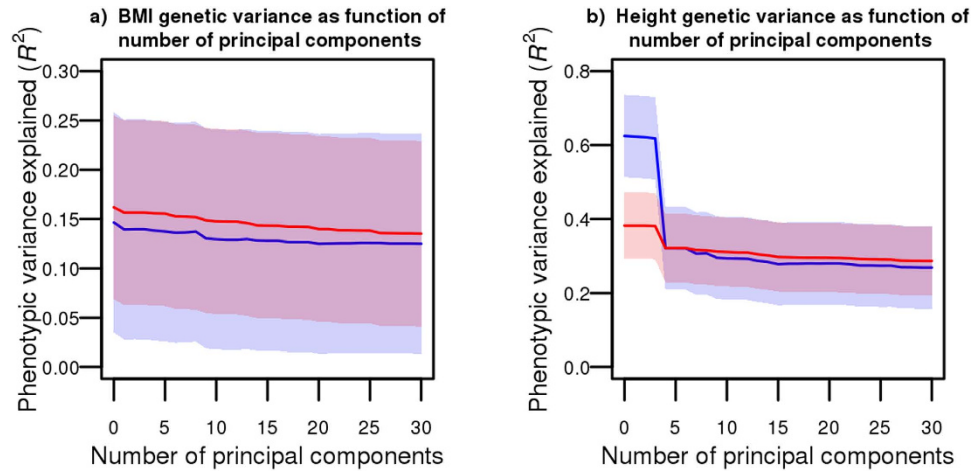 a) BMI genetic variance as function of
number of principal components
Phenotypic variance explained (R²)
0.30
0.25
0.20
0.15
0.10
0.05
0.00
0 5 10 15 20 25 30
Number of principal components
b) Height genetic variance as function of
number of principal components
Phenotypic variance explained (R²)
0.8
0.6
0.4
0.2
0.0
0 5 10 15 20 25 30
Number of principal components